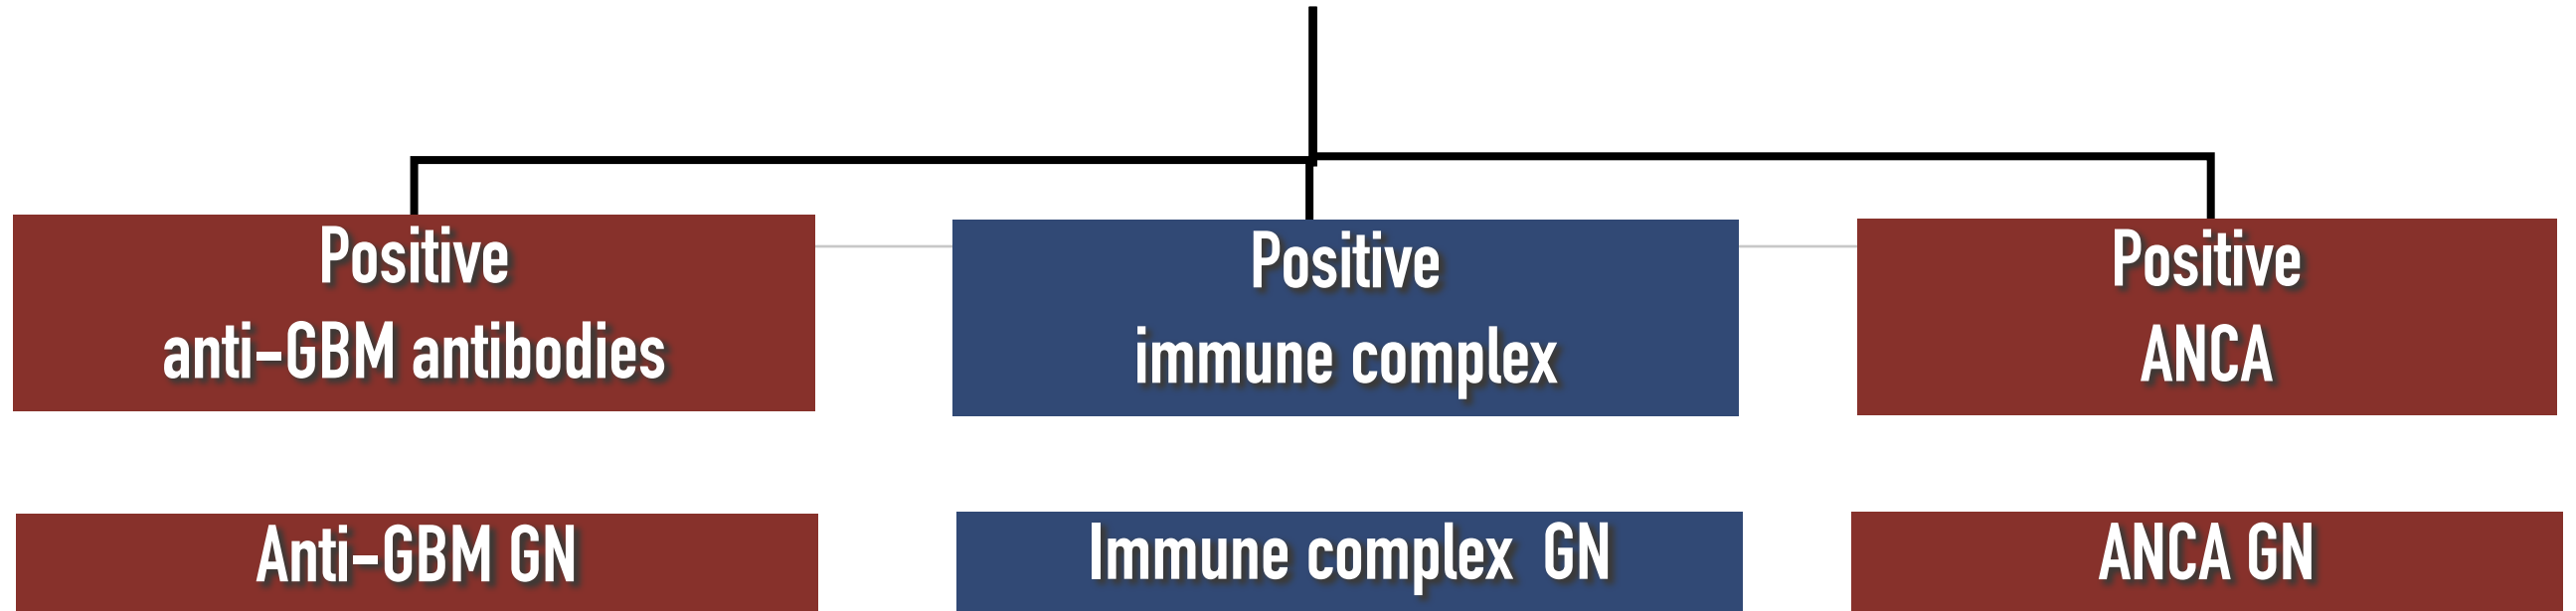 Positive
anti-GBM antibodies
Positive
immune complex
Positive
ANCA
Anti-GBM GN
Immune complex GN
ANCA GN